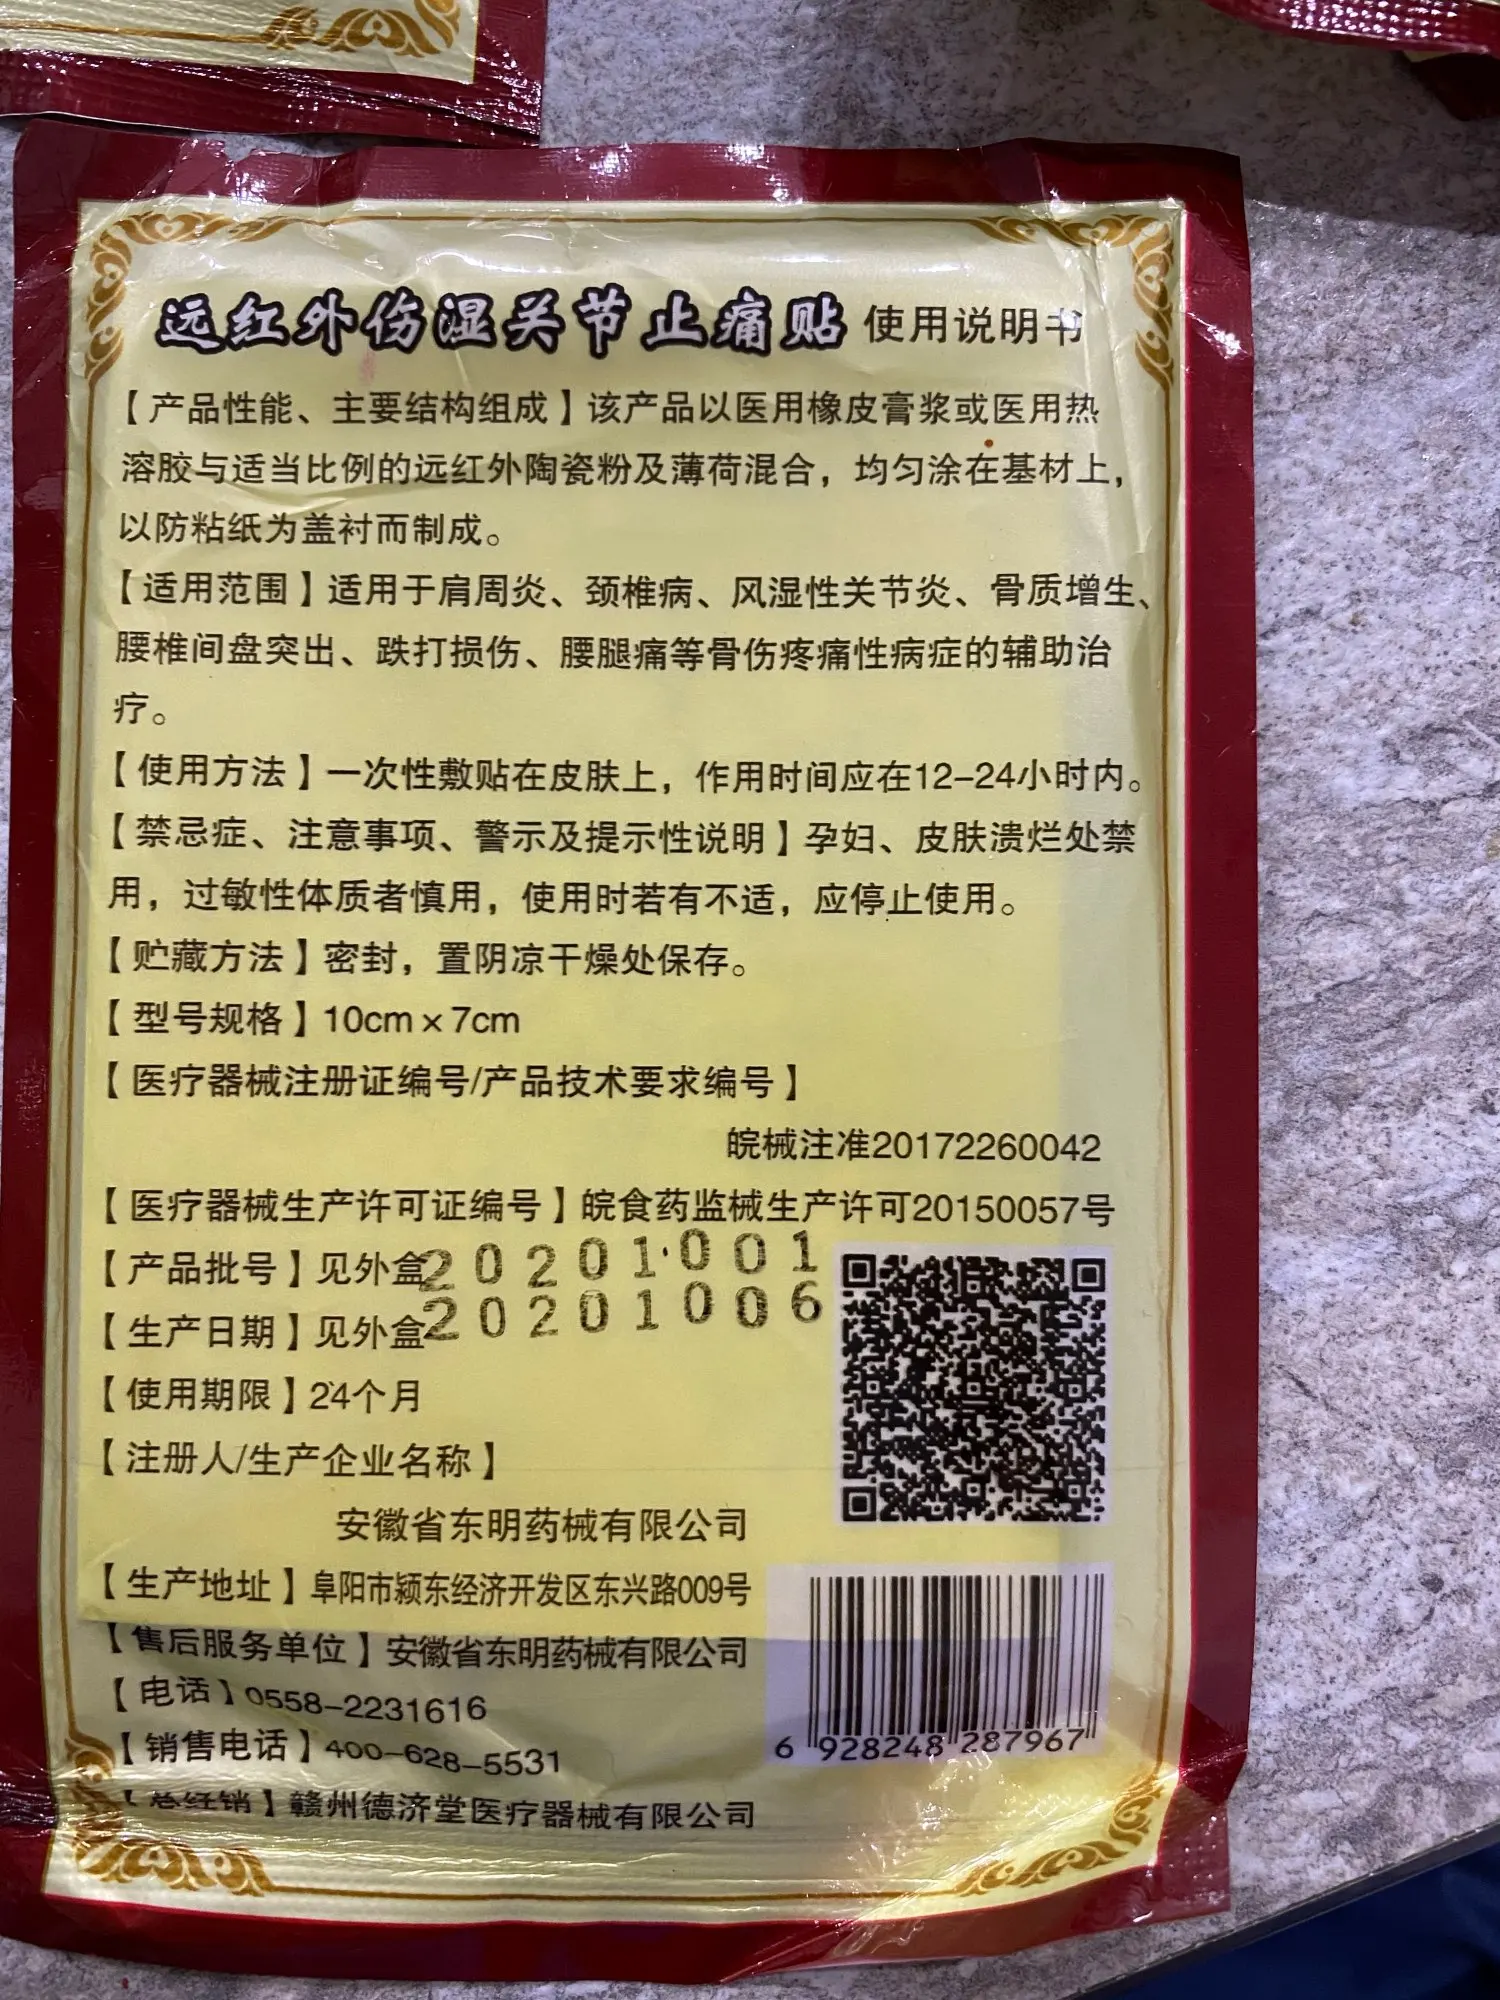 远红外伤湿关节止痛贴 使用说明书
【产品性能、主要结构组成】该产品以医用橡皮膏浆或医用热
溶胶与适当比例的远红外陶瓷粉及薄荷混合，均匀涂在基材上，
以防粘纸为盖衬而制成。
【适用范围】适用于肩周炎、颈椎病、风湿性关节炎、骨质增生、
腰椎间盘突出、跌打损伤、腰腿痛等骨伤疼痛性病症的辅助治
疗。
【使用方法】一次性敷贴在皮肤上，作用时间应在12-24小时内。
【禁忌症、注意事项、警示及提示性说明】孕妇、皮肤溃烂处禁
用，过敏性体质者慎用，使用时若有不适，应停止使用。
【贮藏方法】密封，置阴凉干燥处保存。
【型号规格】10cm×7cm
【医疗器械注册证编号/产品技术要求编号】
皖械注准20172260042
【医疗器械生产许可证编号】皖食药监械生产许可20150057号
【产品批号】见外盒20201001
【生产日期】见外盒20201006
【使用期限】24个月
【注册人/生产企业名称】
安徽省东明药械有限公司
【生产地址】阜阳市颍东经济开发区东兴路009号
【售后服务单位】安徽省东明药械有限公司
【电话】0558-2231616
【销售电话】400-628-5531
【总经销】赣州德济堂医疗器械有限公司
6 928248 287967